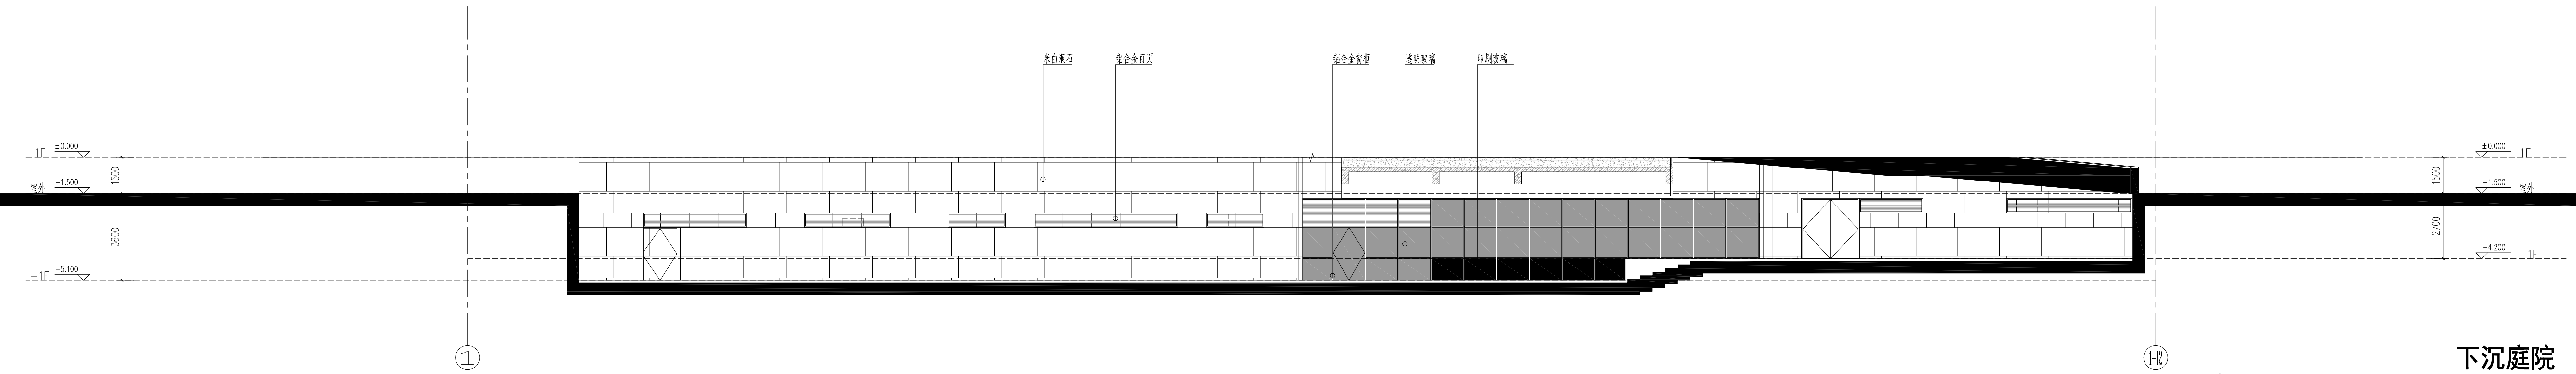 米白洞石
铝合金百页
铝合金窗框
透明玻璃
印刷玻璃
1F
±0.000
1500
室外
-1.500
3600
-1F
-5.100
±0.000
1F
1500
-1.500
室外
2700
-4.200
-1F
1
1-12
下沉庭院